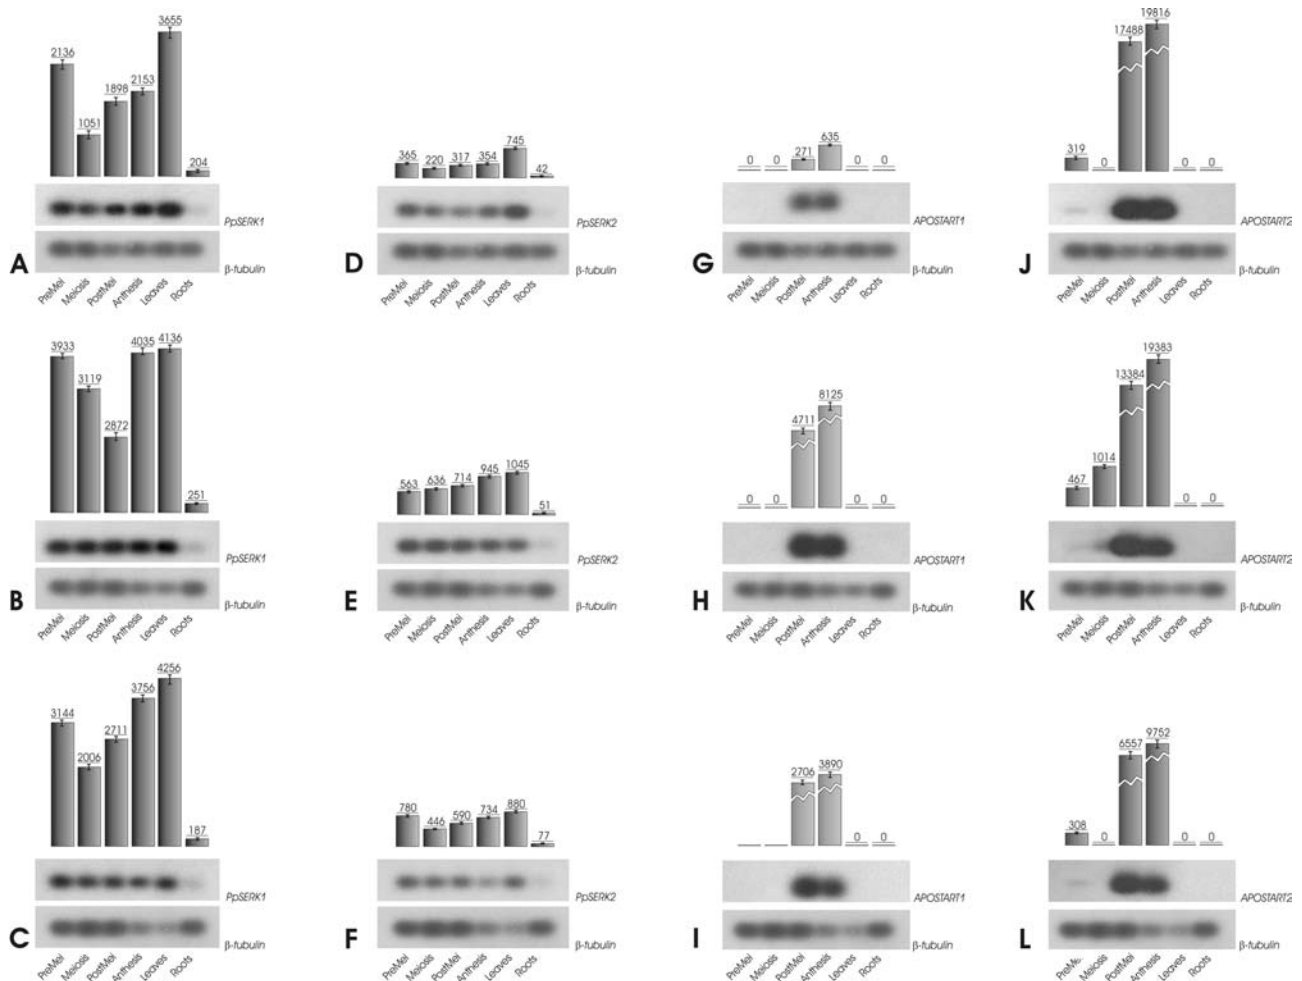 3655
2136
1898
2153
1051
204
PpSERK1
A
β-tubulin
PreMei
Meiosis
PostMei
Anthesis
Leaves
Roots
365
220
317
354
745
42
PpSERK2
D
β-tubulin
PreMei
Meiosis
PostMei
Anthesis
Leaves
Roots
0
0
271
635
0
0
APOSTART1
G
β-tubulin
PreMei
Meiosis
PostMei
Anthesis
Leaves
Roots
319
0
17488
19816
0
0
APOSTART2
J
β-tubulin
PreMei
Meiosis
PostMei
Anthesis
Leaves
Roots
3933
3119
2872
4035
4136
251
PpSERK1
B
β-tubulin
PreMei
Meiosis
PostMei
Anthesis
Leaves
Roots
563
636
714
945
1045
51
PpSERK2
E
β-tubulin
PreMei
Meiosis
PostMei
Anthesis
Leaves
Roots
0
0
4711
8125
0
0
APOSTART1
H
β-tubulin
PreMei
Meiosis
PostMei
Anthesis
Leaves
Roots
467
1014
13384
19383
0
0
APOSTART2
K
β-tubulin
PreMei
Meiosis
PostMei
Anthesis
Leaves
Roots
3144
2006
2711
3756
4256
187
PpSERK1
C
β-tubulin
PreMei
Meiosis
PostMei
Anthesis
Leaves
Roots
780
446
590
734
880
77
PpSERK2
F
β-tubulin
PreMei
Meiosis
PostMei
Anthesis
Leaves
Roots
2706
3890
0
0
APOSTART1
I
β-tubulin
PreMei
Meiosis
PostMei
Anthesis
Leaves
Roots
308
0
6557
9752
0
0
APOSTART2
L
β-tubulin
PreMe
Meiosis
PostMei
Anthesis
Leaves
Roots